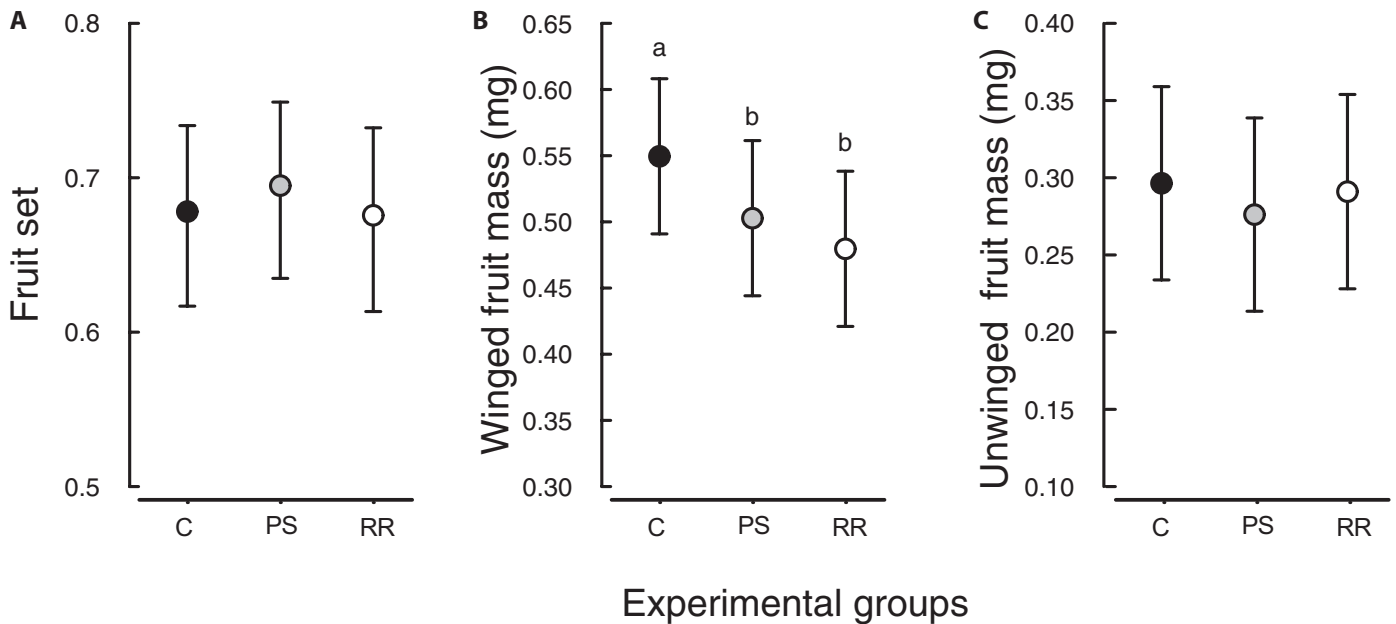 A
Fruit set
0.8
0.7
0.6
0.5
C PS RR
B
Winged fruit mass (mg)
0.65
0.60
0.55
0.50
0.45
0.40
0.35
0.30
a
b
b
C PS RR
C
Unwinged fruit mass (mg)
0.40
0.35
0.30
0.25
0.20
0.15
0.10
C PS RR
Experimental groups